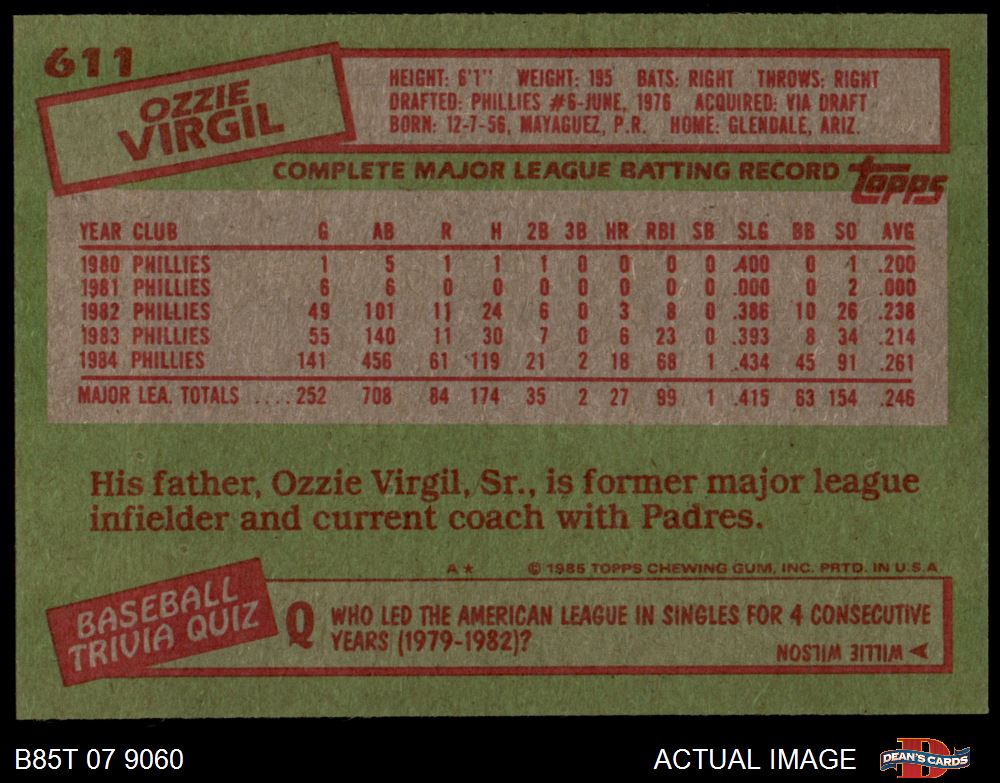 611
OZZIE
VIRGIL
HEIGHT: 6'1" WEIGHT: 195 BATS: RIGHT THROWS: RIGHT
DRAFTED: PHILLIES #6-JUNE, 1976 ACQUIRED: VIA DRAFT
BORN: 12-7-56, MAYAGUEZ, P.R. HOME: GLENDALE, ARIZ.
COMPLETE MAJOR LEAGUE BATTING RECORD topps
YEAR CLUB G AB R H 2B 3B HR RBI SB SLG BB SO AVG
1980 PHILLIES 1 5 1 1 1 0 0 0 0 .400 0 1 .200
1981 PHILLIES 6 6 0 0 0 0 0 0 0 .000 0 2 .000
1982 PHILLIES 49 101 11 24 6 0 3 8 0 .386 10 26 .238
1983 PHILLIES 55 140 11 30 7 0 6 23 0 .393 8 34 .214
1984 PHILLIES 141 456 61 119 21 2 18 68 1 .434 45 91 .261
MAJOR LEA. TOTALS .... 252 708 84 174 35 2 27 99 1 .415 63 154 .246
His father, Ozzie Virgil, Sr., is former major league
infielder and current coach with Padres.
A* © 1985 TOPPS CHEWING GUM, INC. PRTD. IN U.S.A.
BASEBALL
TRIVIA QUIZ
Q WHO LED THE AMERICAN LEAGUE IN SINGLES FOR 4 CONSECUTIVE
YEARS (1979-1982)?
A WILLIE WILSON
B85T 07 9060
ACTUAL IMAGE
D
DEAN'S CARDS